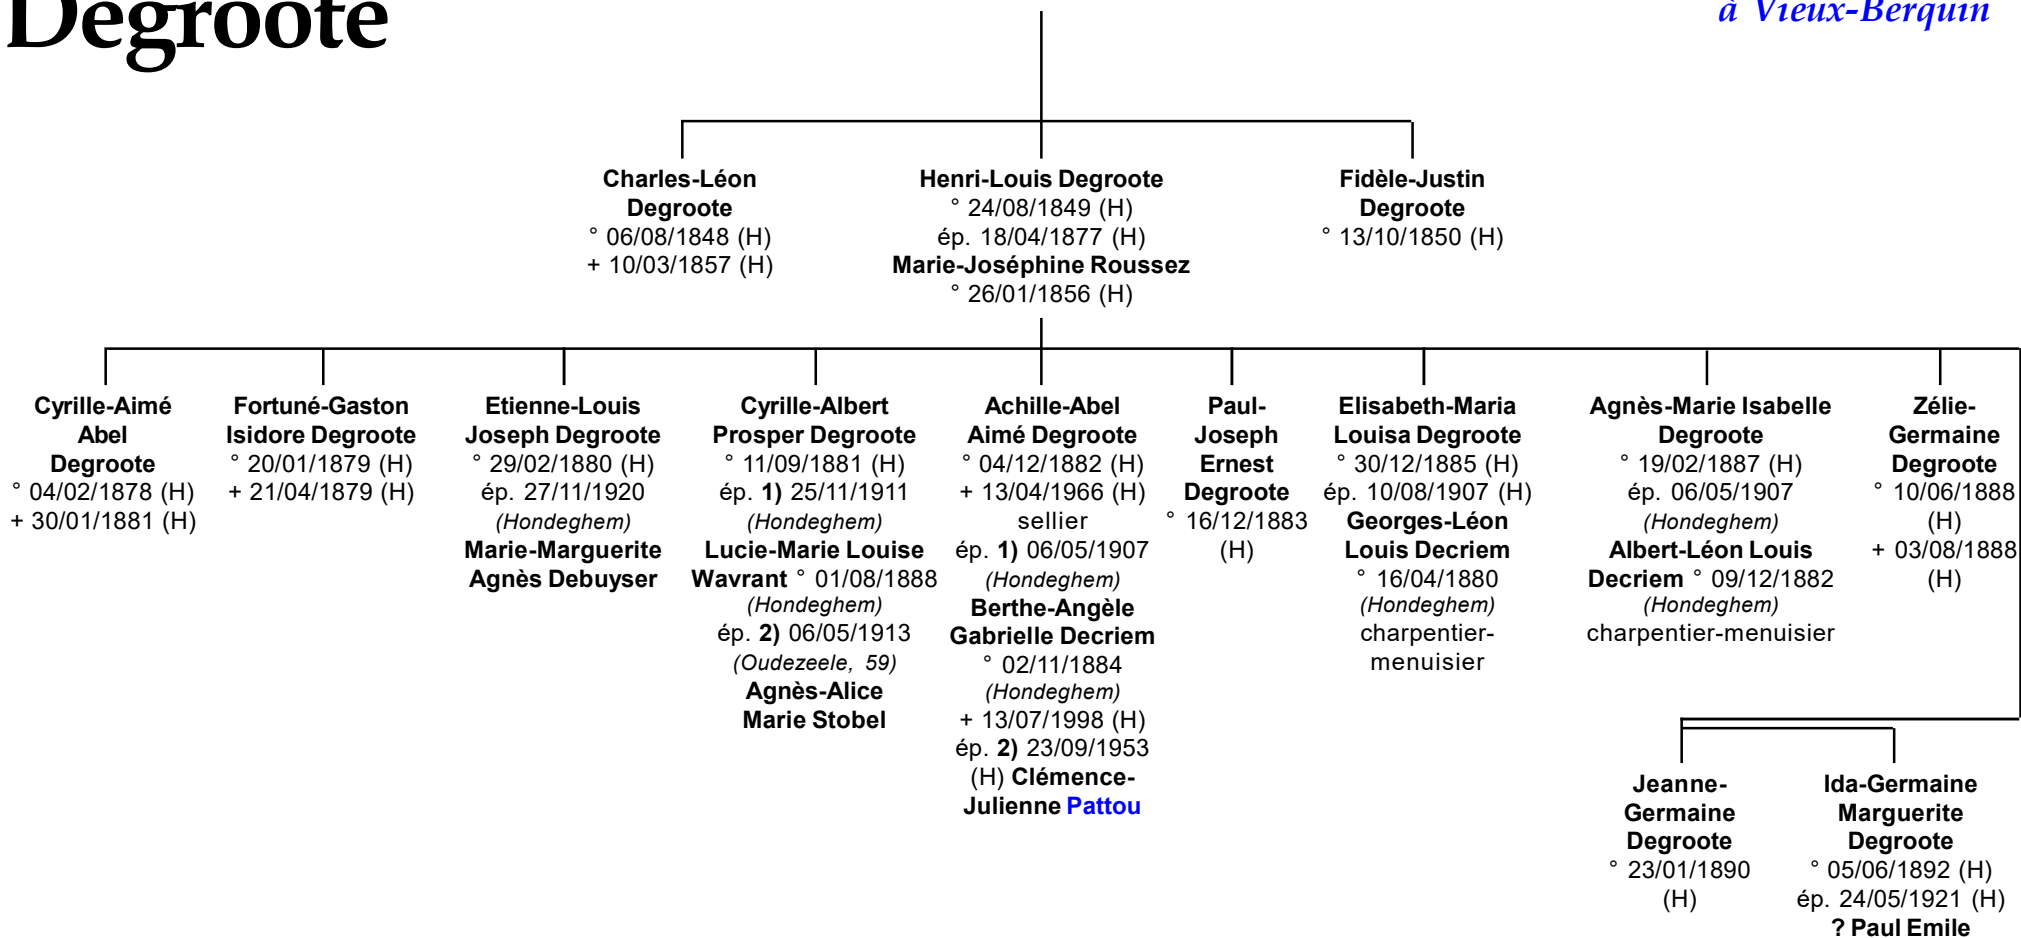 Degroote
à Vieux-Berquin
Charles-Léon
Degroote
° 06/08/1848 (H)
+ 10/03/1857 (H)
Henri-Louis Degroote
° 24/08/1849 (H)
ép. 18/04/1877 (H)
Marie-Joséphine Roussez
° 26/01/1856 (H)
Fidèle-Justin
Degroote
° 13/10/1850 (H)
Cyrille-Aimé
Abel
Degroote
° 04/02/1878 (H)
+ 30/01/1881 (H)
Fortuné-Gaston
Isidore Degroote
° 20/01/1879 (H)
+ 21/04/1879 (H)
Etienne-Louis
Joseph Degroote
° 29/02/1880 (H)
ép. 27/11/1920
(Hondeghem)
Marie-Marguerite
Agnès Debuyser
Cyrille-Albert
Prosper Degroote
° 11/09/1881 (H)
ép. 1) 25/11/1911
(Hondeghem)
Lucie-Marie Louise
Wavrant ° 01/08/1888
(Hondeghem)
ép. 2) 06/05/1913
(Oudezeele, 59)
Agnès-Alice
Marie Stobel
Achille-Abel
Aimé Degroote
° 04/12/1882 (H)
+ 13/04/1966 (H)
sellier
ép. 1) 06/05/1907
(Hondeghem)
Berthe-Angèle
Gabrielle Decriem
° 02/11/1884
(Hondeghem)
+ 13/07/1998 (H)
ép. 2) 23/09/1953
(H) Clémence-
Julienne Pattou
Paul-
Joseph
Ernest
Degroote
° 16/12/1883
(H)
Elisabeth-Maria
Louisa Degroote
° 30/12/1885 (H)
ép. 10/08/1907 (H)
Georges-Léon
Louis Decriem
° 16/04/1880
(Hondeghem)
charpentier-
menuisier
Agnès-Marie Isabelle
Degroote
° 19/02/1887 (H)
ép. 06/05/1907
(Hondeghem)
Albert-Léon Louis
Decriem ° 09/12/1882
(Hondeghem)
charpentier-menuisier
Zélie-
Germaine
Degroote
° 10/06/1888
(H)
+ 03/08/1888
(H)
Jeanne-
Germaine
Degroote
° 23/01/1890
(H)
Ida-Germaine
Marguerite
Degroote
° 05/06/1892 (H)
ép. 24/05/1921 (H)
? Paul Emile